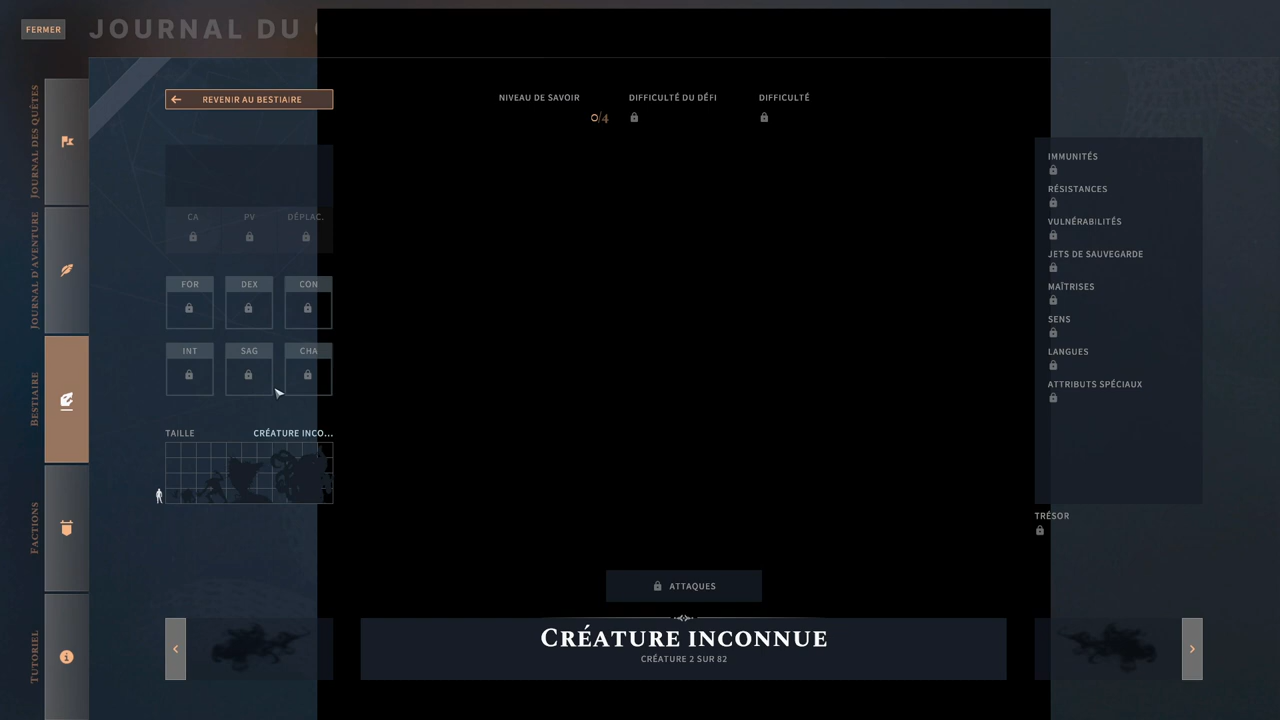 FERMER
JOURNAL DU
JOURNAL DES QUÊTES
JOURNAL D'AVENTURE
BESTIAIRE
FACTIONS
TUTORIEL
REVENIR AU BESTIAIRE
NIVEAU DE SAVOIR
0/4
DIFFICULTÉ DU DÉFI
DIFFICULTÉ
CA
PV
DÉPLAC.
FOR
DEX
CON
INT
SAG
CHA
TAILLE
CRÉATURE INCO...
IMMUNITÉS
RÉSISTANCES
VULNÉRABILITÉS
JETS DE SAUVEGARDE
MAÎTRISES
SENS
LANGUES
ATTRIBUTS SPÉCIAUX
TRÉSOR
ATTAQUES
CRÉATURE INCONNUE
CRÉATURE 2 SUR 82